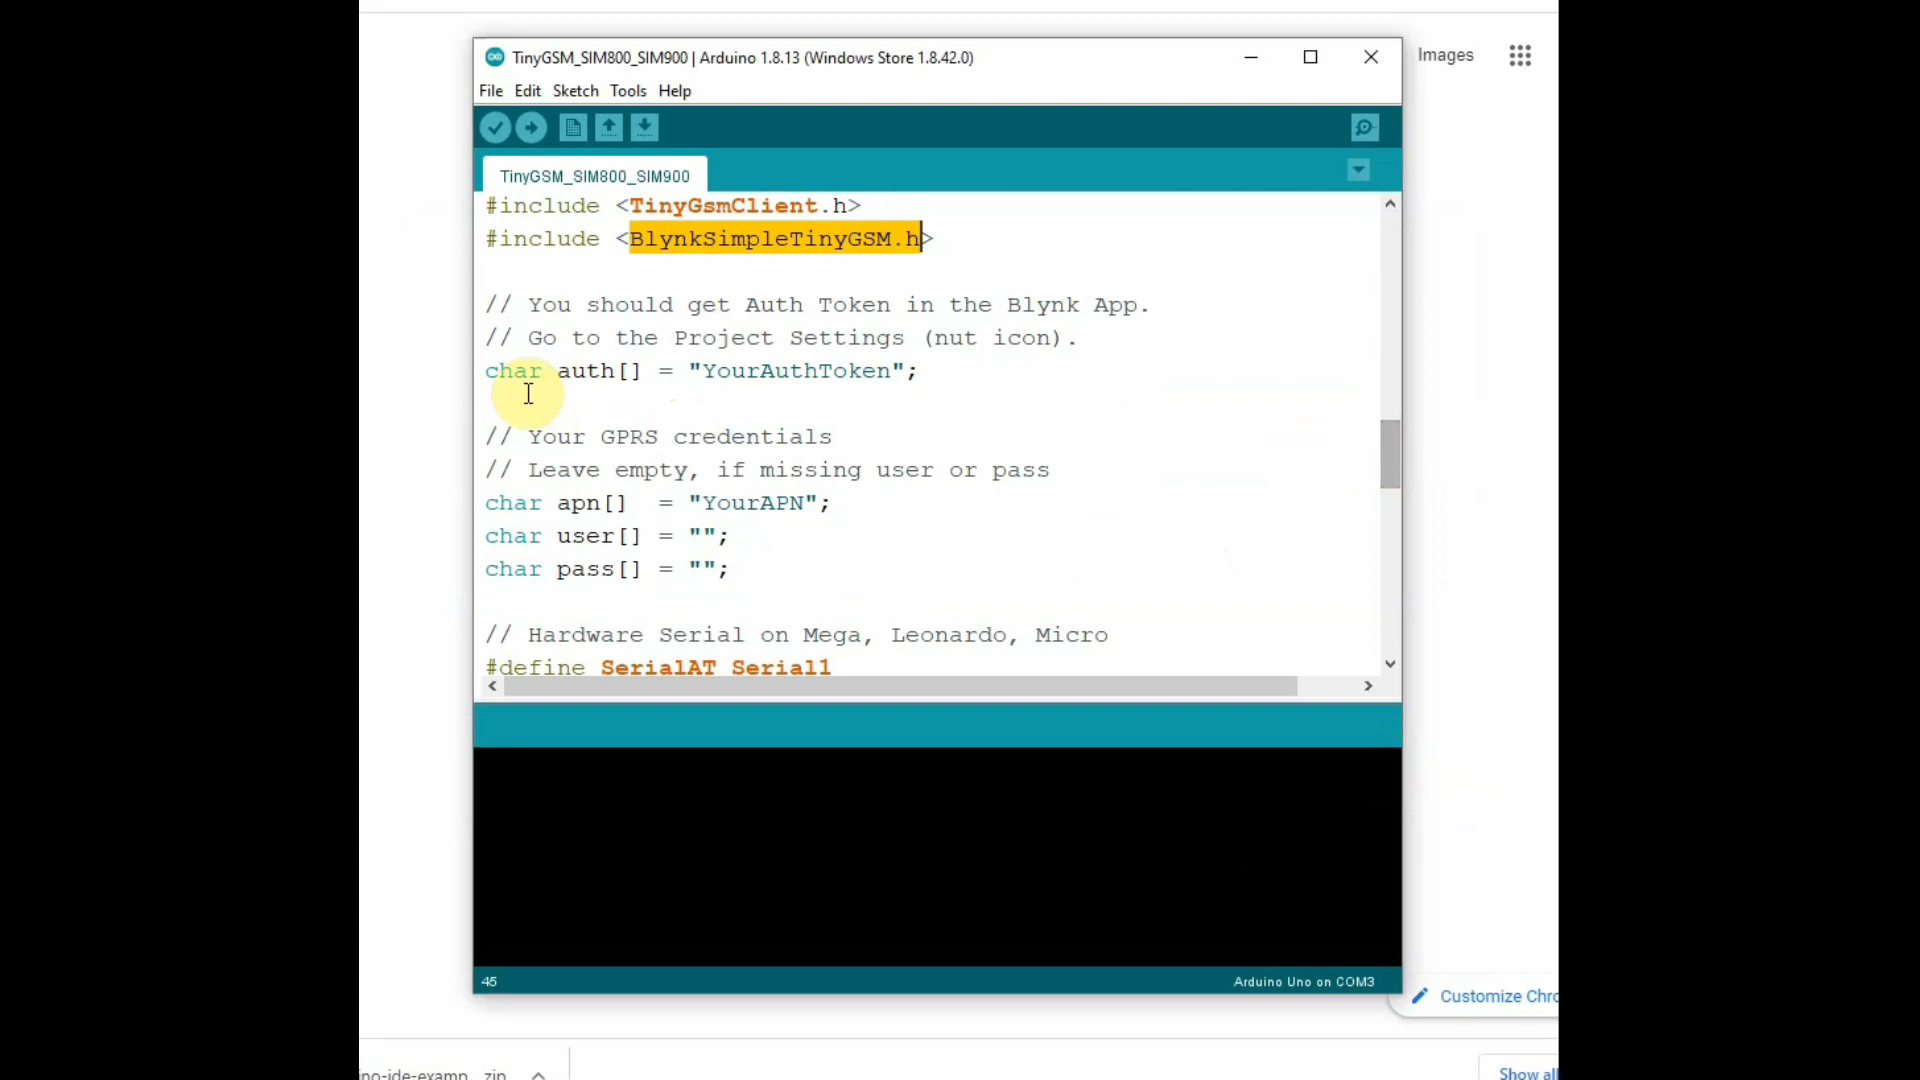 TinyGSM_SIM800_SIM900 | Arduino 1.8.13 (Windows Store 1.8.42.0)
Images
File Edit Sketch Tools Help
TinyGSM_SIM800_SIM900
#include <TinyGsmClient.h>
#include <BlynkSimpleTinyGSM.h>
// You should get Auth Token in the Blynk App.
// Go to the Project Settings (nut icon).
char auth[] = "YourAuthToken";
// Your GPRS credentials
// Leave empty, if missing user or pass
char apn[]  = "YourAPN";
char user[] = "";
char pass[] = "";
// Hardware Serial on Mega, Leonardo, Micro
#define SerialAT Serial1
45
Arduino Uno on COM3
Customize Chro
Show all